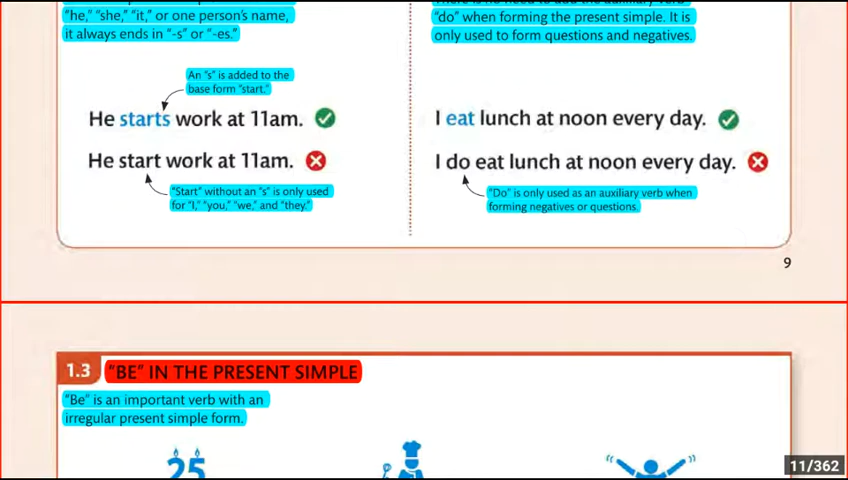 "he," "she," "it," or one person's name,
it always ends in "-s" or "-es."
"do" when forming the present simple. It is
only used to form questions and negatives.
An "s" is added to the
base form "start."
He starts work at 11am.
He start work at 11am.
"Start" without an "s" is only used
for "I," "you," "we," and "they."
I eat lunch at noon every day.
I do eat lunch at noon every day.
"Do" is only used as an auxiliary verb when
forming negatives or questions.
9
1.3 "BE" IN THE PRESENT SIMPLE
"Be" is an important verb with an
irregular present simple form.
25
11/362